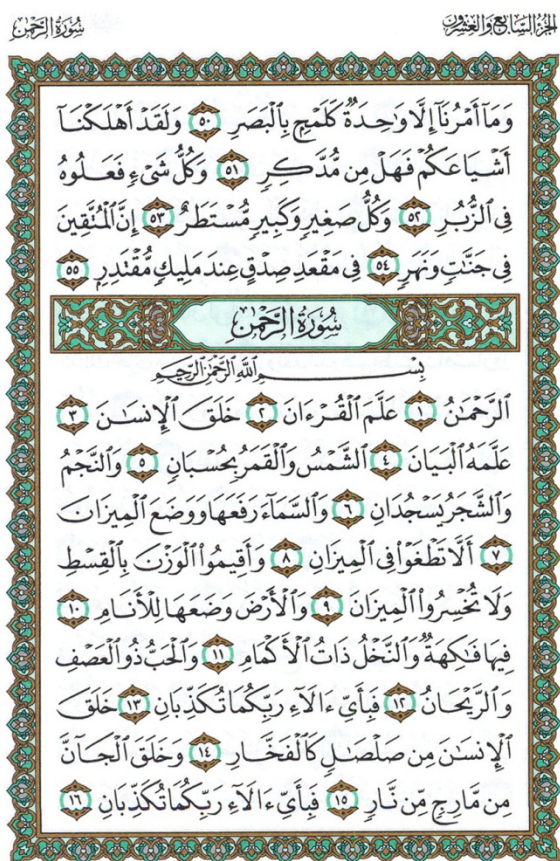 الجزء السابع والعشرون
سورة الرحمن
وَمَآ أَمْرُنَآ إِلَّا وَٰحِدَةٌ كَلَمْحٍۭ بِٱلْبَصَرِ ٥٠ وَلَقَدْ أَهْلَكْنَآ
أَشْيَاعَكُمْ فَهَلْ مِن مُّدَّكِرٍ ٥١ وَكُلُّ شَىْءٍ فَعَلُوهُ
فِى ٱلزُّبُرِ ٥٢ وَكُلُّ صَغِيرٍ وَكَبِيرٍ مُّسْتَطَرٌ ٥٣ إِنَّ ٱلْمُتَّقِينَ
فِى جَنَّٰتٍ وَنَهَرٍ ٥٤ فِى مَقْعَدِ صِدْقٍ عِندَ مَلِيكٍ مُّقْتَدِرٍۭ ٥٥
سُورَةُ الرَّحْمَٰن
بِسْمِ ٱللَّهِ ٱلرَّحْمَٰنِ ٱلرَّحِيمِ
ٱلرَّحْمَٰنُ ١ عَلَّمَ ٱلْقُرْءَانَ ٢ خَلَقَ ٱلْإِنسَٰنَ ٣
عَلَّمَهُ ٱلْبَيَانَ ٤ ٱلشَّمْسُ وَٱلْقَمَرُ بِحُسْبَانٍ ٥ وَٱلنَّجْمُ
وَٱلشَّجَرُ يَسْجُدَانِ ٦ وَٱلسَّمَآءَ رَفَعَهَا وَوَضَعَ ٱلْمِيزَانَ
٧ أَلَّا تَطْغَوْا۟ فِى ٱلْمِيزَانِ ٨ وَأَقِيمُوا۟ ٱلْوَزْنَ بِٱلْقِسْطِ
وَلَا تُخْسِرُوا۟ ٱلْمِيزَانَ ٩ وَٱلْأَرْضَ وَضَعَهَا لِلْأَنَامِ ١٠
فِيهَا فَٰكِهَةٌ وَٱلنَّخْلُ ذَاتُ ٱلْأَكْمَامِ ١١ وَٱلْحَبُّ ذُو ٱلْعَصْفِ
وَٱلرَّيْحَانُ ١٢ فَبِأَىِّ ءَالَآءِ رَبِّكُمَا تُكَذِّبَانِ ١٣ خَلَقَ
ٱلْإِنسَٰنَ مِن صَلْصَٰلٍ كَٱلْفَخَّارِ ١٤ وَخَلَقَ ٱلْجَآنَّ
مِن مَّارِجٍ مِّن نَّارٍ ١٥ فَبِأَىِّ ءَالَآءِ رَبِّكُمَا تُكَذِّبَانِ ١٦